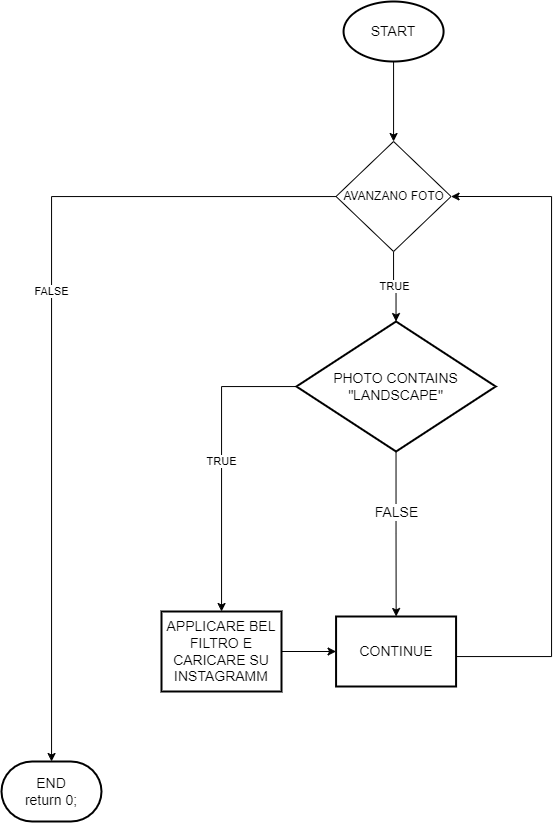 START
AVANZANO FOTO
TRUE
FALSE
PHOTO CONTAINS
"LANDSCAPE"
TRUE
FALSE
APPLICARE BEL
FILTRO E
CARICARE SU
INSTAGRAMM
CONTINUE
END
return 0;